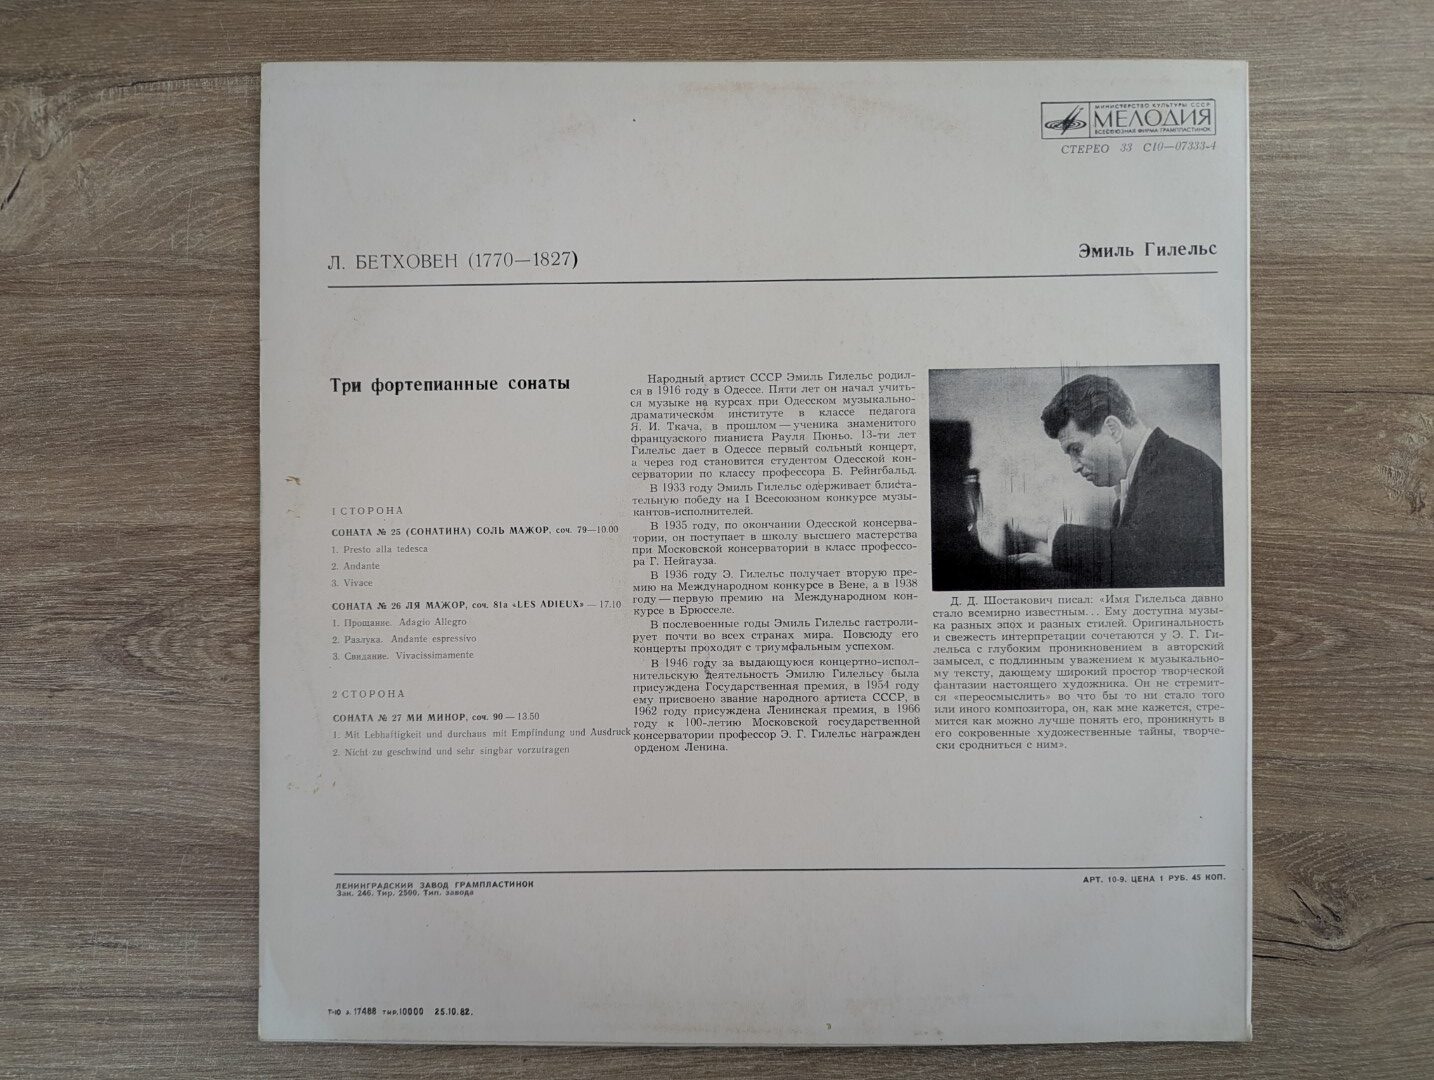 МИНИСТЕРСТВО КУЛЬТУРЫ СССР
МЕЛОДИЯ
ВСЕСОЮЗНАЯ ФИРМА ГРАМПЛАСТИНОК
СТЕРЕО 33 С10—07333-4
Л. БЕТХОВЕН (1770—1827)
Эмиль Гилельс
Три фортепианные сонаты
1 СТОРОНА
СОНАТА № 25 (СОНАТИНА) СОЛЬ МАЖОР, соч. 79—10.00
1. Presto alla tedesca
2. Andante
3. Vivace
СОНАТА № 26 ЛЯ МАЖОР, соч. 81а «LES ADIEUX» — 17.10
1. Прощание. Adagio Allegro
2. Разлука. Andante espressivo
3. Свидание. Vivacissimamente
2 СТОРОНА
СОНАТА № 27 МИ МИНОР, соч. 90 — 13.50
1. Mit Lebhaftigkeit und durchaus mit Empfindung und Ausdruck
2. Nicht zu geschwind und sehr singbar vorzutragen
Народный артист СССР Эмиль Гилельс родил-
ся в 1916 году в Одессе. Пяти лет он начал учить-
ся музыке на курсах при Одесском музыкально-
драматическом институте в классе педагога
Я. И. Ткача, в прошлом — ученика знаменитого
французского пианиста Рауля Пюньо. 13-ти лет
Гилельс дает в Одессе первый сольный концерт,
а через год становится студентом Одесской кон-
серватории по классу профессора Б. Рейнгбальд.
В 1933 году Эмиль Гилельс одерживает блиста-
тельную победу на I Всесоюзном конкурсе музы-
кантов-исполнителей.
В 1935 году, по окончании Одесской консерва-
тории, он поступает в школу высшего мастерства
при Московской консерватории в класс профессо-
ра Г. Нейгауза.
В 1936 году Э. Гилельс получает вторую пре-
мию на Международном конкурсе в Вене, а в 1938
году — первую премию на Международном кон-
курсе в Брюсселе.
В послевоенные годы Эмиль Гилельс гастроли-
рует почти во всех странах мира. Повсюду его
концерты проходят с триумфальным успехом.
В 1946 году за выдающуюся концертно-испол-
нительскую деятельность Эмилю Гилельсу была
присуждена Государственная премия, в 1954 году
ему присвоено звание народного артиста СССР, в
1962 году присуждена Ленинская премия, в 1966
году к 100-летию Московской государственной
консерватории профессор Э. Г. Гилельс награжден
орденом Ленина.
Д. Д. Шостакович писал: «Имя Гилельса давно
стало всемирно известным... Ему доступна музы-
ка разных эпох и разных стилей. Оригинальность
и свежесть интерпретации сочетаются у Э. Г. Ги-
лельса с глубоким проникновением в авторский
замысел, с подлинным уважением к музыкально-
му тексту, дающему широкий простор творческой
фантазии настоящего художника. Он не стремит-
ся «переосмыслить» во что бы то ни стало того
или иного композитора, он, как мне кажется, стре-
мится как можно лучше понять его, проникнуть в
его сокровенные художественные тайны, творче-
ски сродниться с ним».
ЛЕНИНГРАДСКИЙ ЗАВОД ГРАМПЛАСТИНОК
Зак. 246. Тир. 2500. Тип. завода
АРТ. 10-9. ЦЕНА 1 РУБ. 45 КОП.
Т-10 з. 17488 тир. 10000 25.10.82.